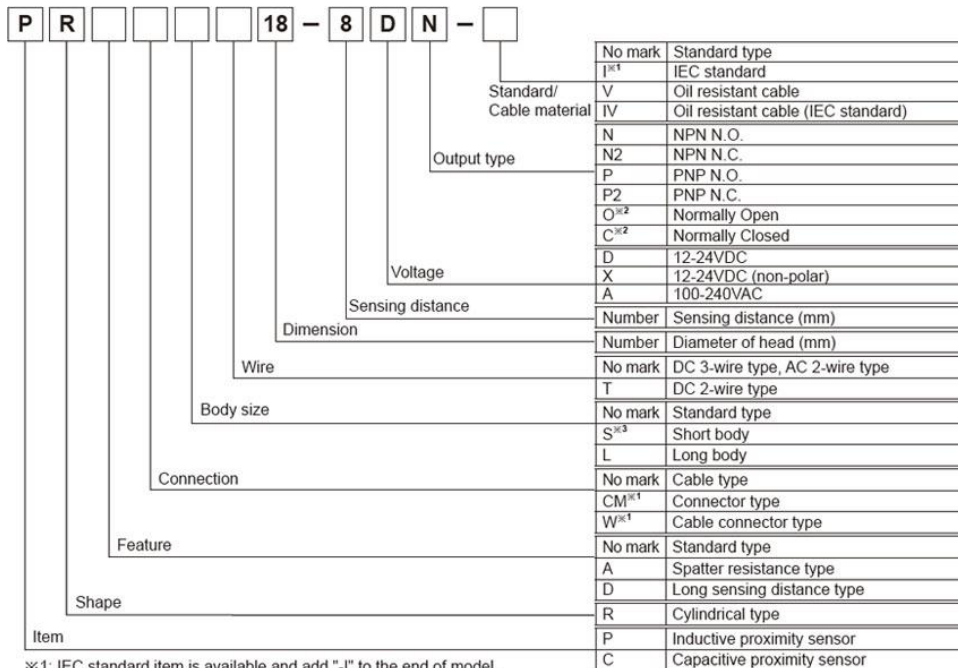 P R 18 - 8 D N -
No mark Standard type
I※1 IEC standard
Standard/
Cable material
V Oil resistant cable
IV Oil resistant cable (IEC standard)
Output type
N NPN N.O.
N2 NPN N.C.
P PNP N.O.
P2 PNP N.C.
O※2 Normally Open
C※2 Normally Closed
Voltage
D 12-24VDC
X 12-24VDC (non-polar)
A 100-240VAC
Sensing distance
Number Sensing distance (mm)
Dimension
Number Diameter of head (mm)
Wire
No mark DC 3-wire type, AC 2-wire type
T DC 2-wire type
Body size
No mark Standard type
S※3 Short body
L Long body
Connection
No mark Cable type
CM※1 Connector type
W※1 Cable connector type
Feature
No mark Standard type
A Spatter resistance type
D Long sensing distance type
Shape
R Cylindrical type
Item
P Inductive proximity sensor
C Capacitive proximity sensor
※1: IEC standard item is available and add "-I" to the end of model